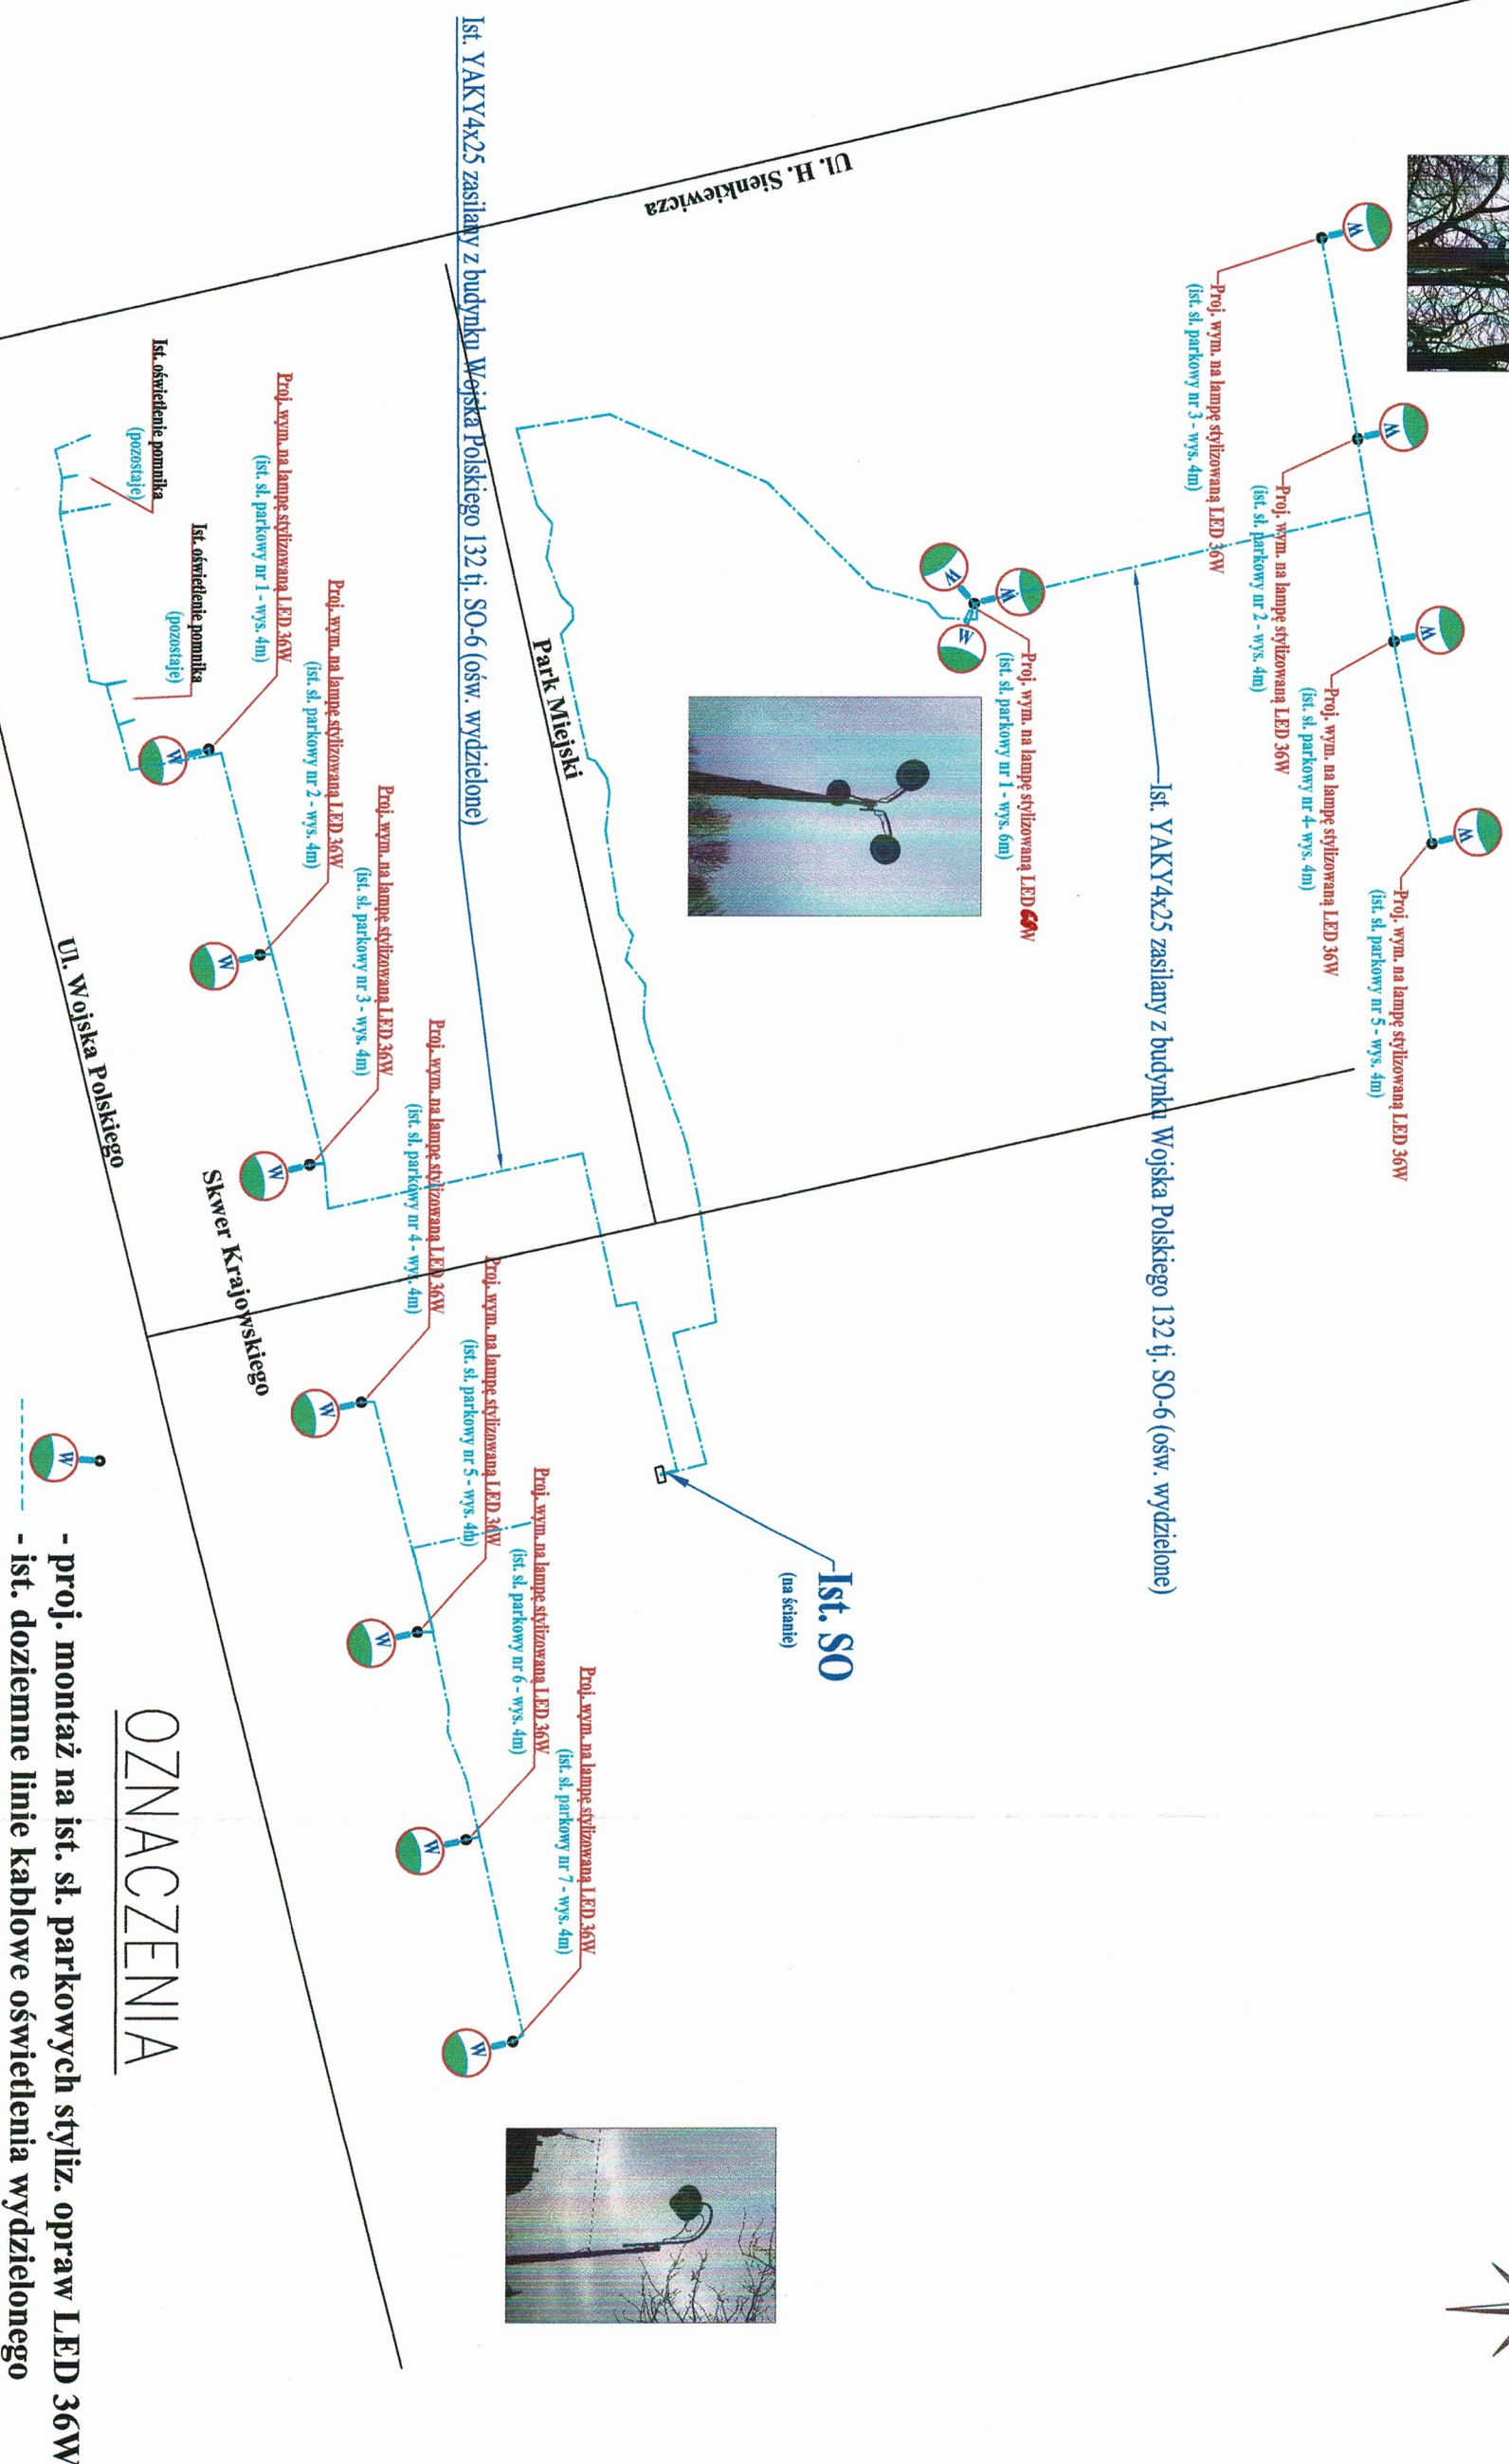 Ul. H. Sienkiewicza
Proj. wym. na lampę stylizowaną LED 36W
(ist. sł. parkowy nr 5 - wys. 4m)
Proj. wym. na lampę stylizowaną LED 36W
(ist. sł. parkowy nr 4- wys. 4m)
Proj. wym. na lampę stylizowaną LED 36W
(ist. sł. parkowy nr 2 - wys. 4m)
Proj. wym. na lampę stylizowaną LED 36W
(ist. sł. parkowy nr 3 - wys. 4m)
Ist. YAKY4x25 zasilany z budynku Wojska Polskiego 132 tj. SO-6 (ośw. wydzielone)
Proj. wym. na lampę stylizowaną LED 60W
(ist. sł. parkowy nr 1 - wys. 6m)
Ist. SO
(na ścianie)
Park Miejski
Ist. YAKY4x25 zasilany z budynku Wojska Polskiego 132 tj. SO-6 (ośw. wydzielone)
Proj. wym. na lampę stylizowaną LED 36W
(ist. sł. parkowy nr 7 - wys. 4m)
Proj. wym. na lampę stylizowaną LED 36W
(ist. sł. parkowy nr 6 - wys. 4m)
Proj. wym. na lampę stylizowaną LED 36W
(ist. sł. parkowy nr 5 - wys. 4m)
Proj. wym. na lampę stylizowaną LED 36W
(ist. sł. parkowy nr 4 - wys. 4m)
Proj. wym. na lampę stylizowaną LED 36W
(ist. sł. parkowy nr 3 - wys. 4m)
Proj. wym. na lampę stylizowaną LED 36W
(ist. sł. parkowy nr 2 - wys. 4m)
Proj. wym. na lampę stylizowaną LED 36W
(ist. sł. parkowy nr 1 - wys. 4m)
Ist. oświetlenie pomnika
(pozostaje)
Ist. oświetlenie pomnika
(pozostaje)
Skwer Krajowskiego
Ul. Wojska Polskiego
W
W
W
W
W
W
W
W
W
W
W
W
W
W
OZNACZENIA
W
- proj. montaż na ist. sł. parkowych styliz. opraw LED 36W
- ist. doziemne linie kablowe oświetlenia wydzielonego